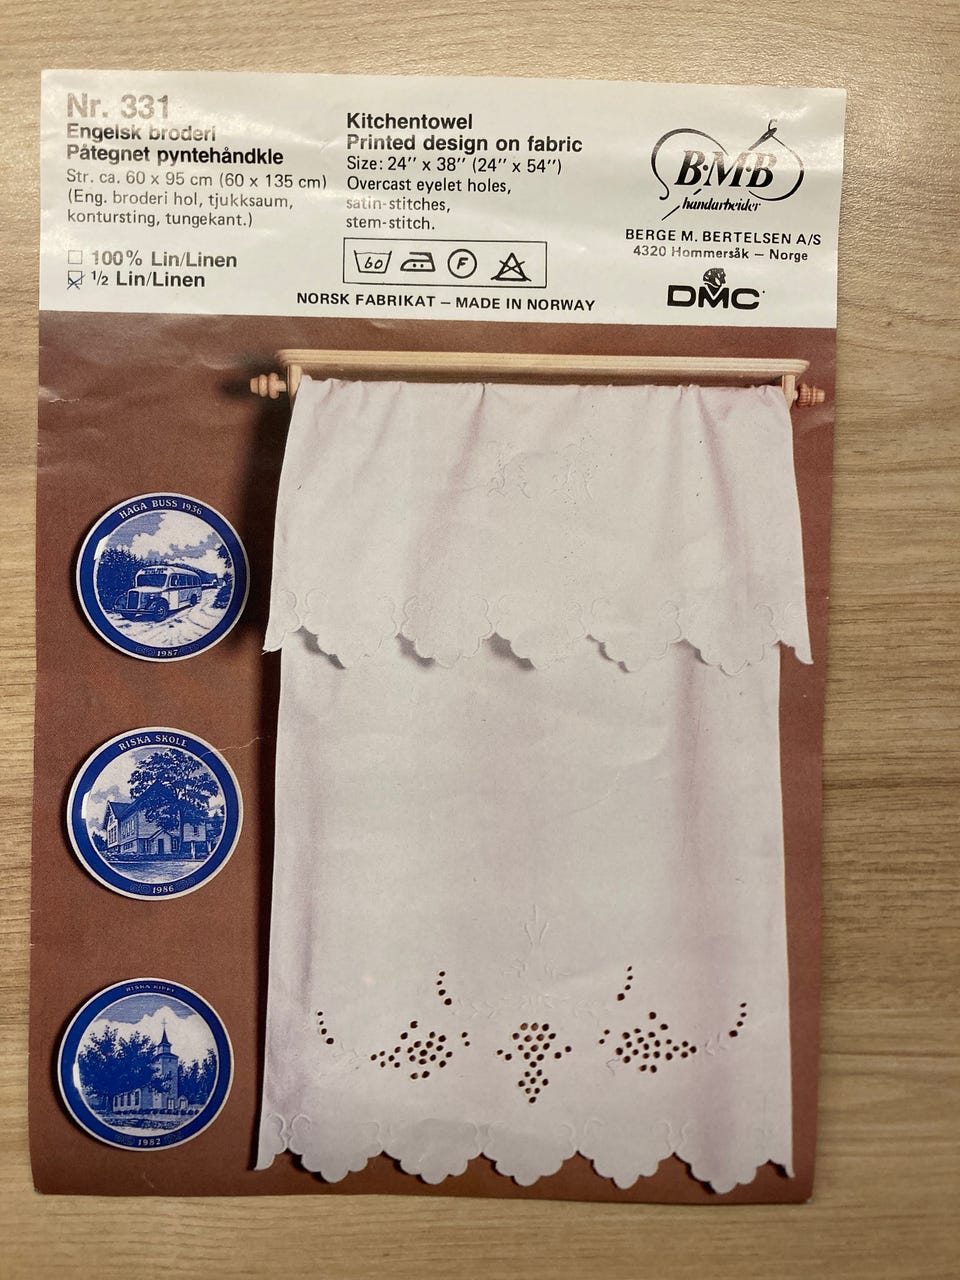 Nr. 331
Engelsk broderi
Påtegnet pyntehåndkle
Str. ca. 60 x 95 cm (60 x 135 cm)
(Eng. broderi hol, tjukksaum,
kontursting, tungekant.)
100% Lin/Linen
½ Lin/Linen
Kitchentowel
Printed design on fabric
Size: 24" x 38" (24" x 54")
Overcast eyelet holes,
satin-stitches,
stem-stitch.
60
F
NORSK FABRIKAT – MADE IN NORWAY
B·M·B
håndarbeider
BERGE M. BERTELSEN A/S
4320 Hommersåk – Norge
DMC
HAGA BUSS 1936
1987
RISKA SKOLE
1986
1982